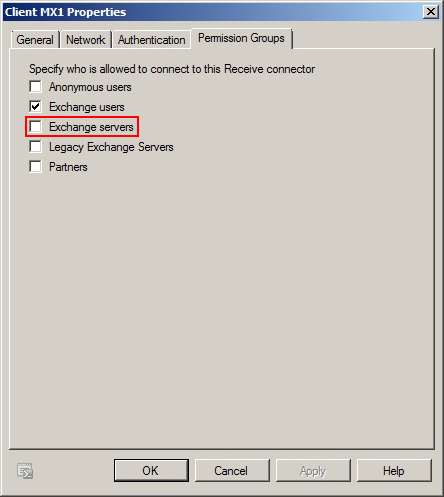 Client MX1 Properties
General Network Authentication Permission Groups
Specify who is allowed to connect to this Receive connector
Anonymous users
Exchange users
Exchange servers
Legacy Exchange Servers
Partners
OK Cancel Apply Help